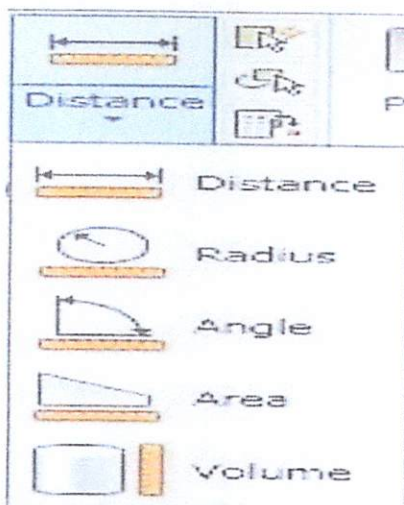 Distance
P
Distance
Radius
Angle
Area
Volume